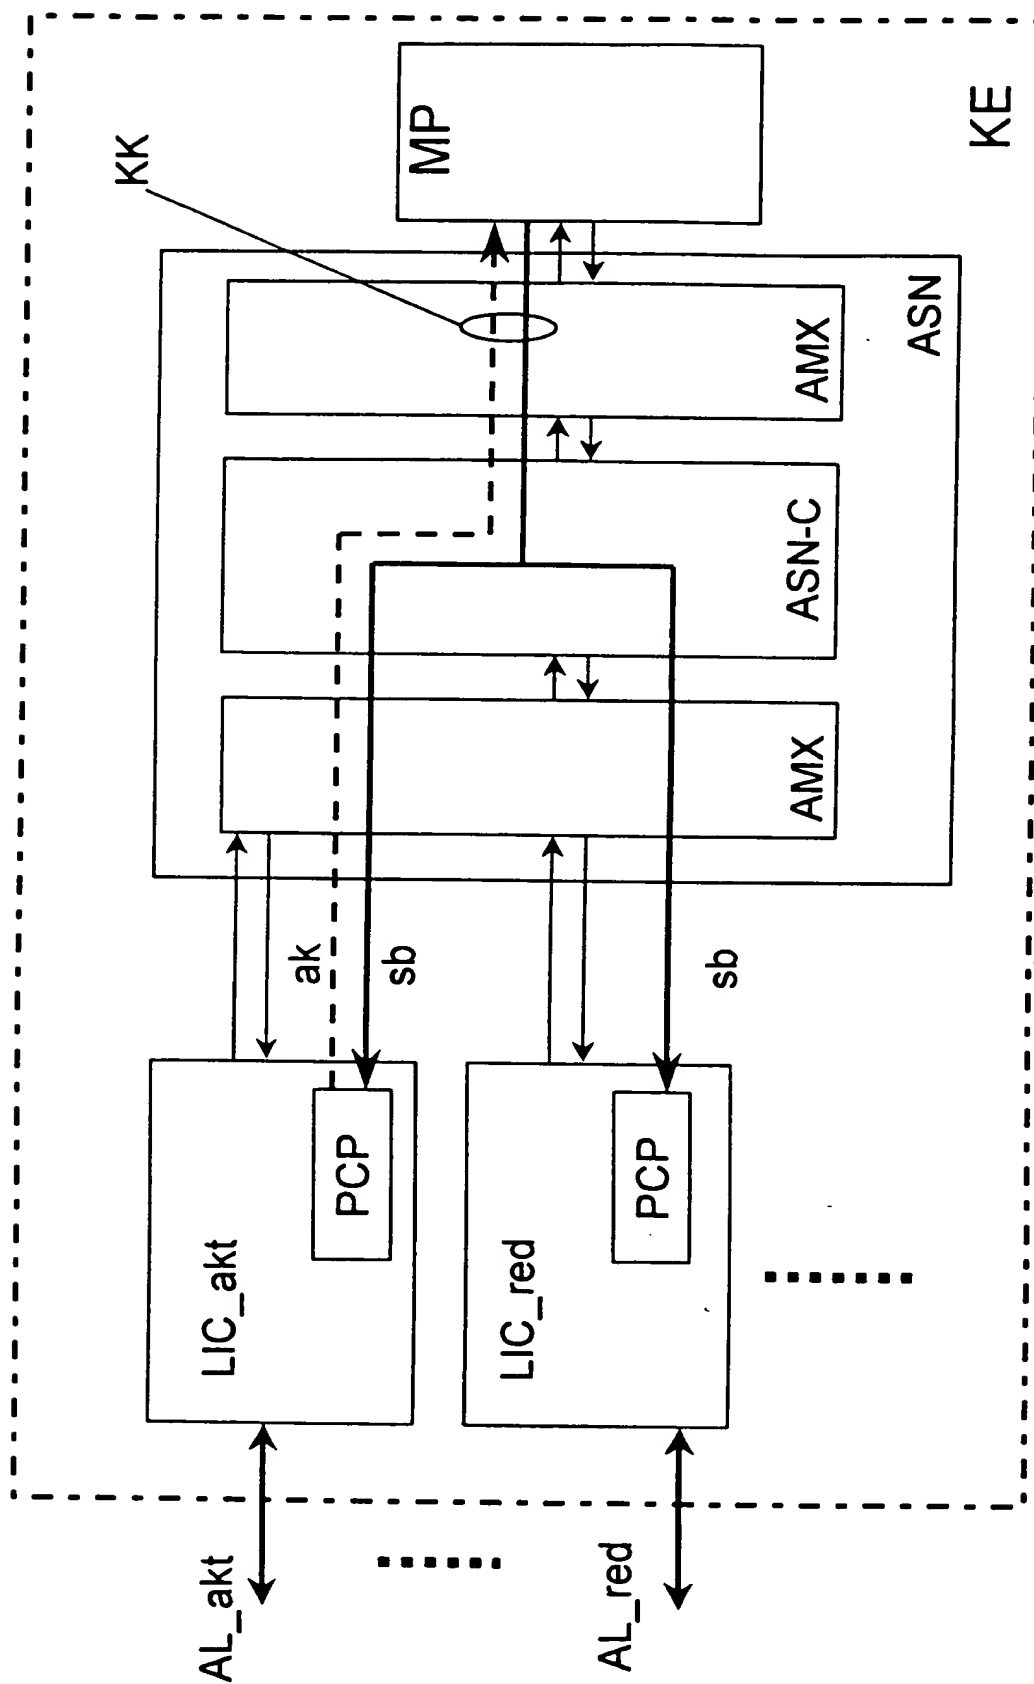 KE
KK
MP
ASN
AMX
ASN-C
AMX
ak
sb
sb
LIC_akt
PCP
LIC_red
PCP
AL_akt
AL_red